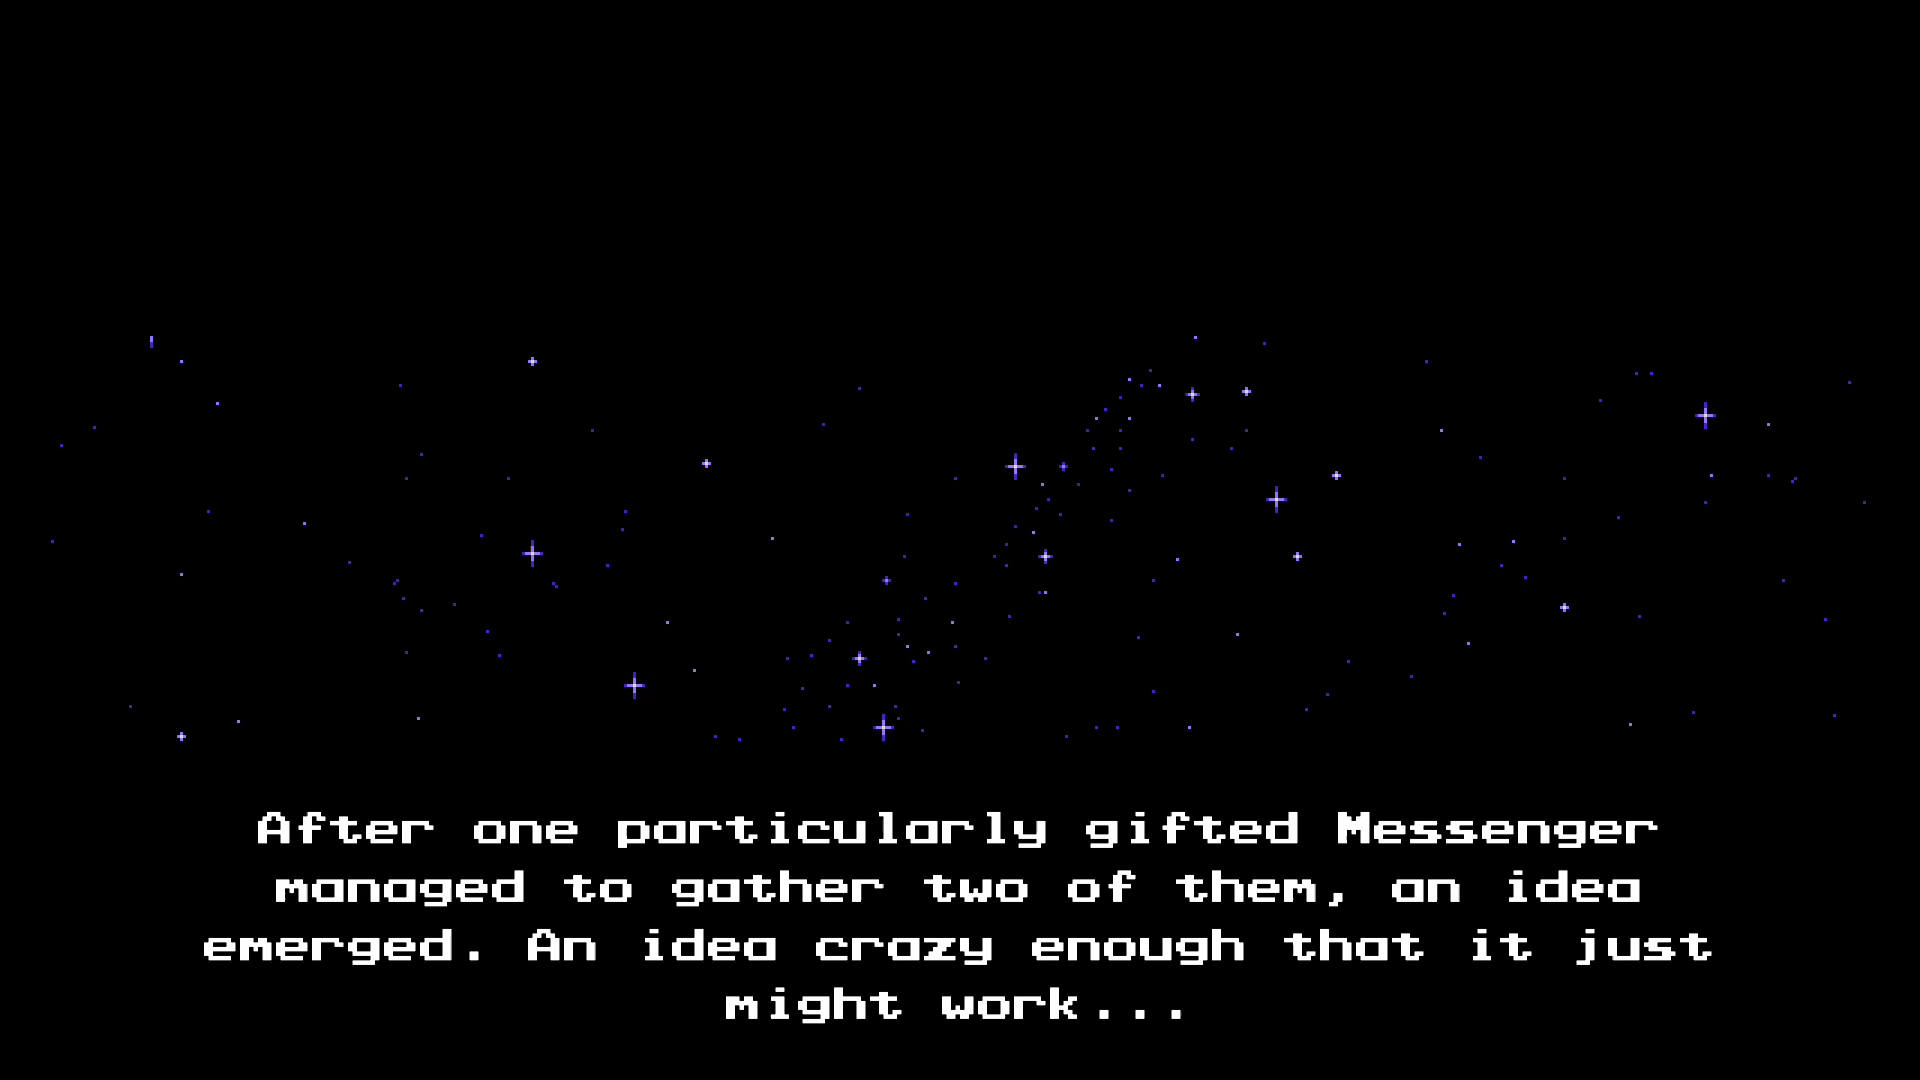 After one particularly gifted Messenger
managed to gather two of them, an idea
emerged. An idea crazy enough that it just
might work...